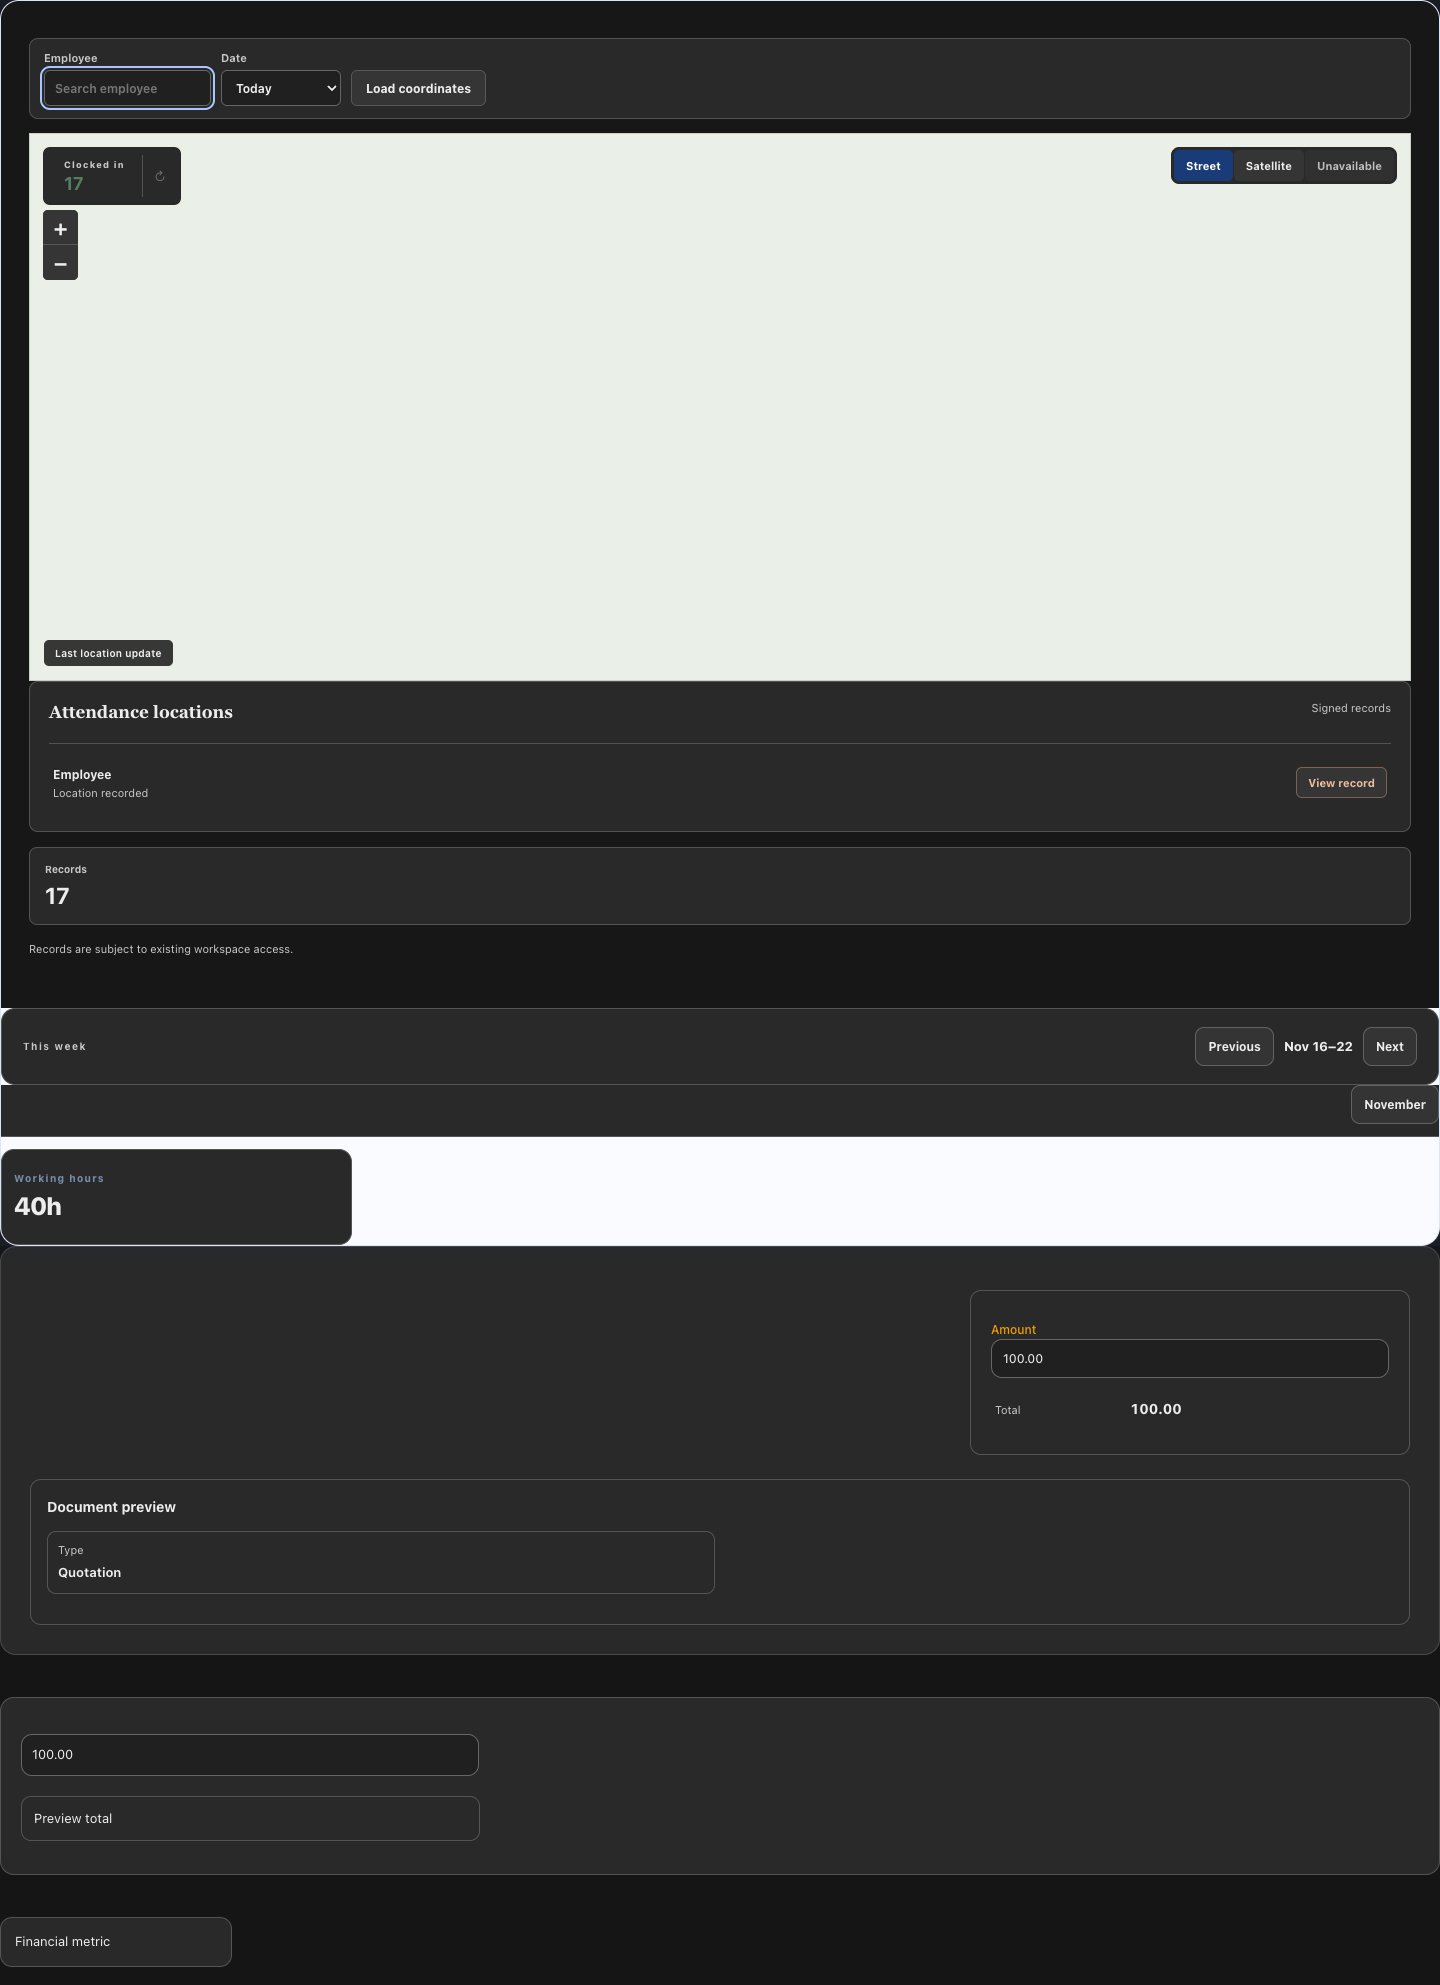 Employee
Date
Search employee
Today
Load coordinates
Clocked in
17
Street
Satellite
Unavailable
+
−
Last location update
Attendance locations
Signed records
Employee
Location recorded
View record
Records
17
Records are subject to existing workspace access.
This week
Previous
Nov 16–22
Next
November
Working hours
40h
Amount
100.00
Total
100.00
Document preview
Type
Quotation
100.00
Preview total
Financial metric